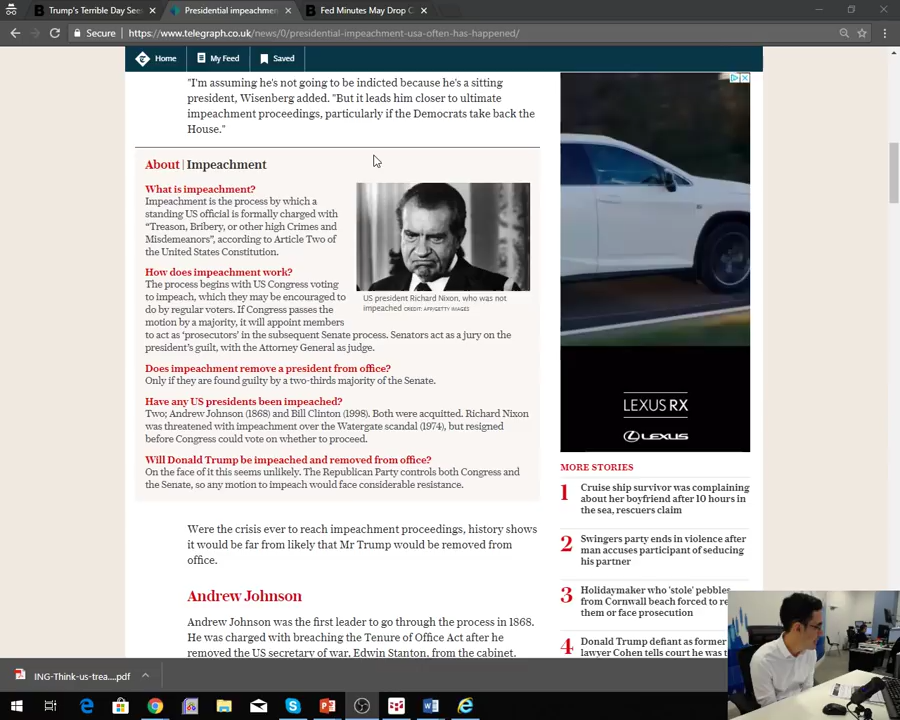 Trump's Terrible Day Se
Presidential impeachmen
Fed Minutes May Drop C
Secure
https://www.telegraph.co.uk/news/0/presidential-impeachment-usa-often-has-happened/
Home
My Feed
Saved
"I'm assuming he's not going to be indicted because he's a sitting
president, Wisenberg added. "But it leads him closer to ultimate
impeachment proceedings, particularly if the Democrats take back the
House."
About | Impeachment
What is impeachment?
Impeachment is the process by which a
standing US official is formally charged with
"Treason, Bribery, or other high Crimes and
Misdemeanors", according to Article Two of
the United States Constitution.
How does impeachment work?
The process begins with US Congress voting
to impeach, which they may be encouraged to
do by regular voters. If Congress passes the
motion by a majority, it will appoint members
to act as 'prosecutors' in the subsequent Senate process. Senators act as a jury on the
president's guilt, with the Attorney General as judge.
US president Richard Nixon, who was not
impeached CREDIT: AFP/GETTY IMAGES
Does impeachment remove a president from office?
Only if they are found guilty by a two-thirds majority of the Senate.
Have any US presidents been impeached?
Two; Andrew Johnson (1868) and Bill Clinton (1998). Both were acquitted. Richard Nixon
was threatened with impeachment over the Watergate scandal (1974), but resigned
before Congress could vote on whether to proceed.
Will Donald Trump be impeached and removed from office?
On the face of it this seems unlikely. The Republican Party controls both Congress and
the Senate, so any motion to impeach would face considerable resistance.
Were the crisis ever to reach impeachment proceedings, history shows
it would be far from likely that Mr Trump would be removed from
office.
Andrew Johnson
Andrew Johnson was the first leader to go through the process in 1868.
He was charged with breaching the Tenure of Office Act after he
removed the US secretary of war, Edwin Stanton, from the cabinet.
LEXUS RX
LEXUS
MORE STORIES
1 Cruise ship survivor was complaining
about her boyfriend after 10 hours in
the sea, rescuers claim
2 Swingers party ends in violence after
man accuses participant of seducing
his partner
3 Holidaymaker who 'stole' pebbles
from Cornwall beach forced to re
them or face prosecution
4 Donald Trump defiant as former
lawyer Cohen tells court he was t
ING-Think-us-trea....pdf